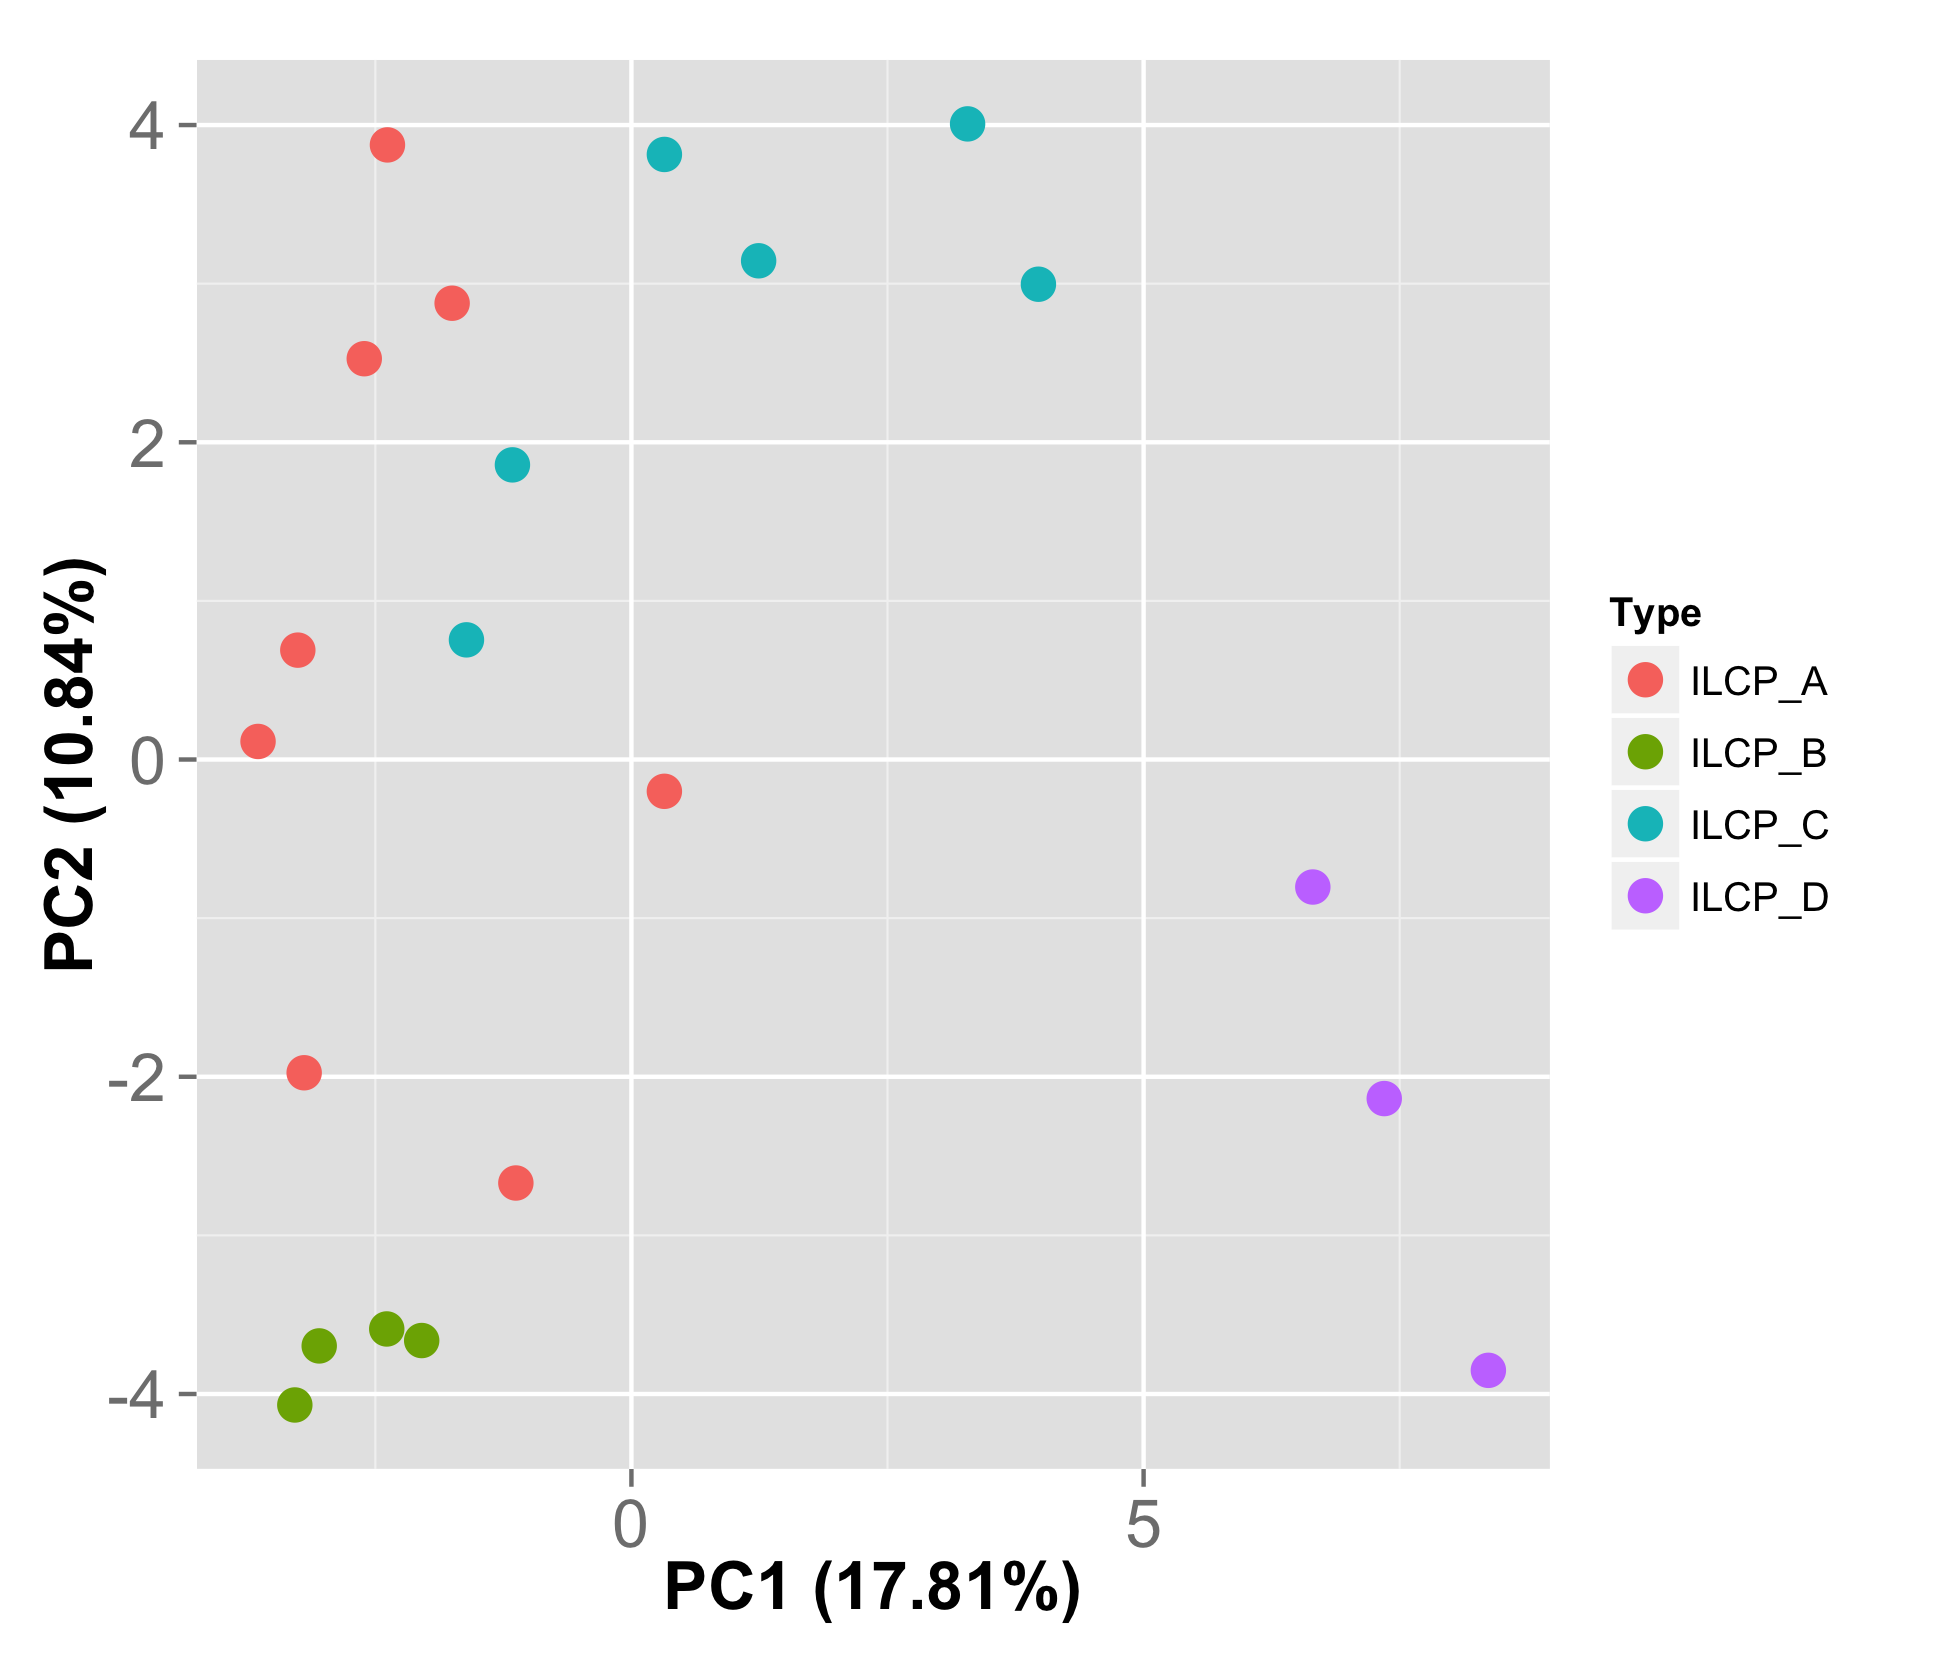 4
2
0
-2
-4
PC2 (10.84%)
0
5
PC1 (17.81%)
Type
ILCP_A
ILCP_B
ILCP_C
ILCP_D